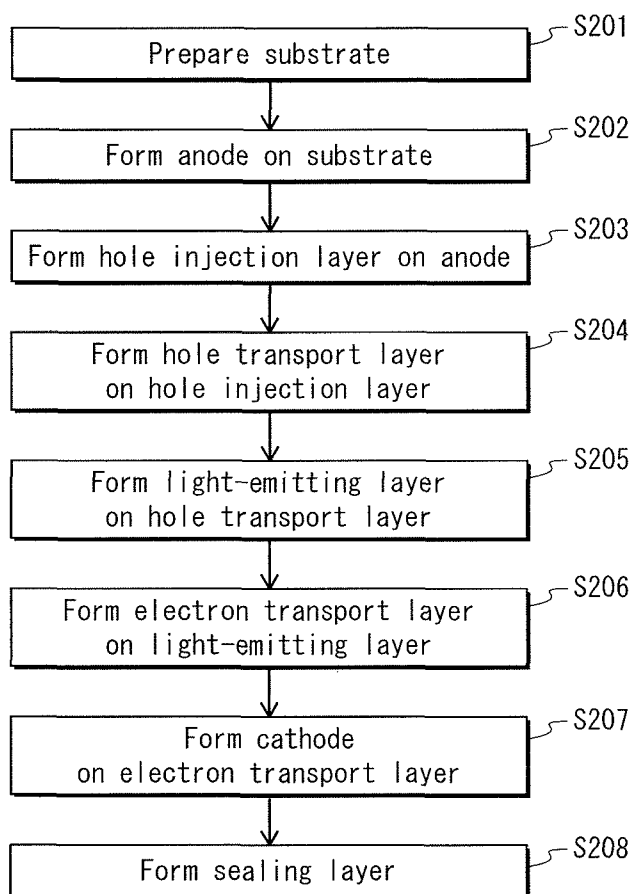 S201
Prepare substrate
S202
Form anode on substrate
S203
Form hole injection layer on anode
S204
Form hole transport layer
on hole injection layer
S205
Form light-emitting layer
on hole transport layer
S206
Form electron transport layer
on light-emitting layer
S207
Form cathode
on electron transport layer
S208
Form sealing layer